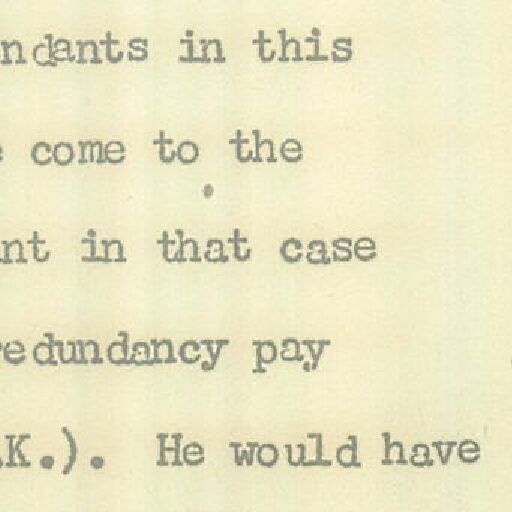 ndants in this
come to the
nt in that case
edundancy pay
K.). He would have